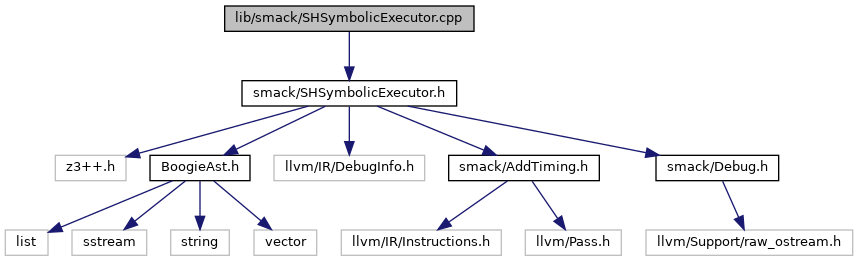 lib/smack/SHSymbolicExecutor.cpp
smack/SHSymbolicExecutor.h
z3++.h
BoogieAst.h
llvm/IR/DebugInfo.h
smack/AddTiming.h
smack/Debug.h
list
sstream
string
vector
llvm/IR/Instructions.h
llvm/Pass.h
llvm/Support/raw_ostream.h